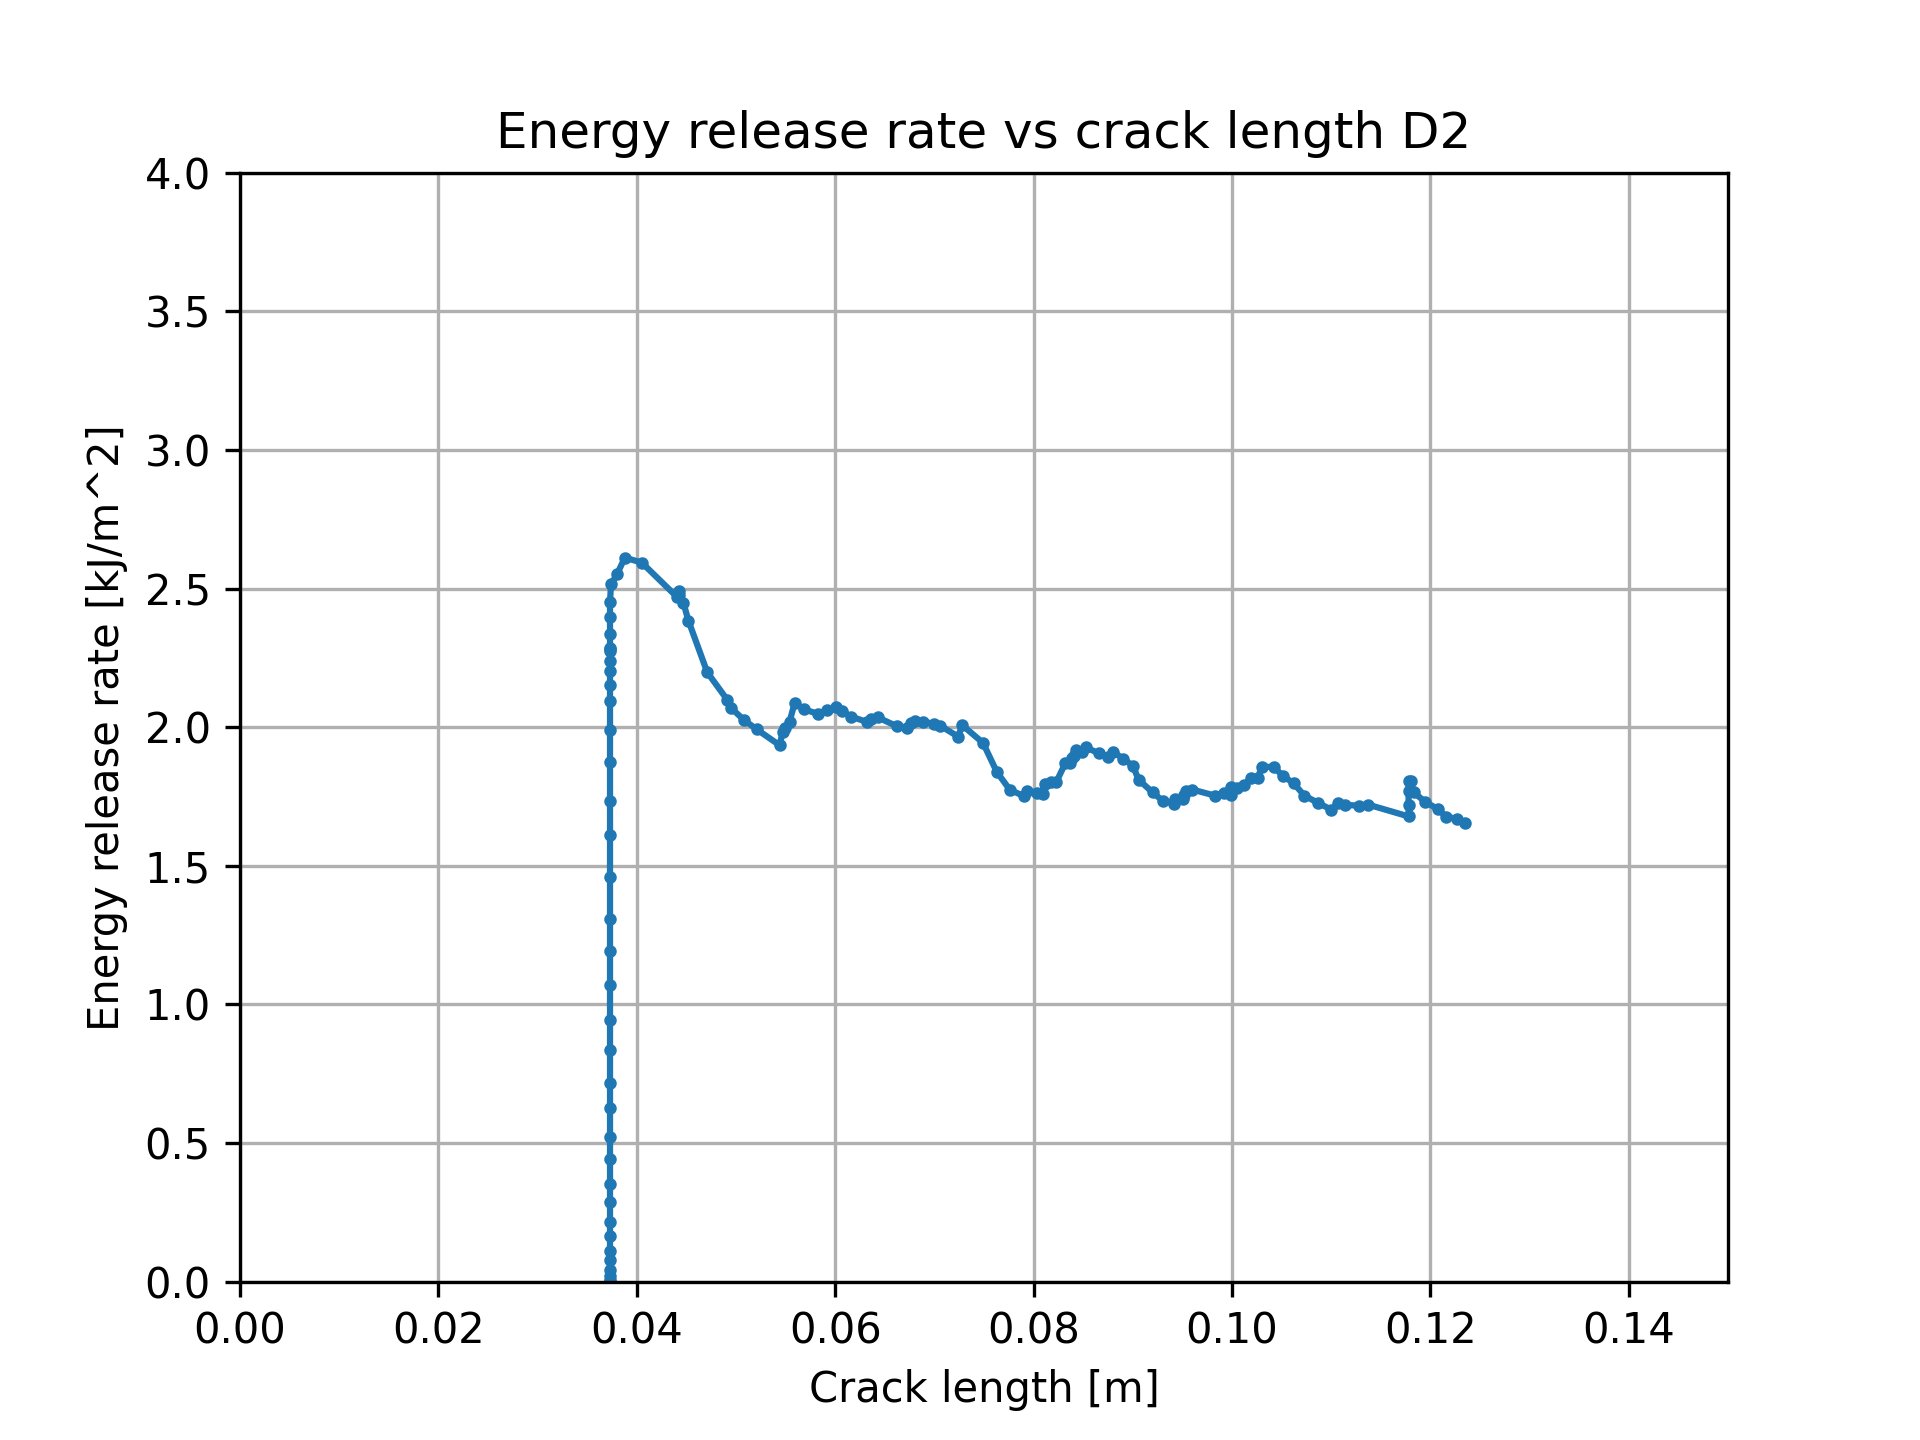 Energy release rate vs crack length D2
4.0
3.5
3.0
2.5
2.0
1.5
1.0
0.5
0.0
Energy release rate [kJ/m^2]
0.00 0.02 0.04 0.06 0.08 0.10 0.12 0.14
Crack length [m]